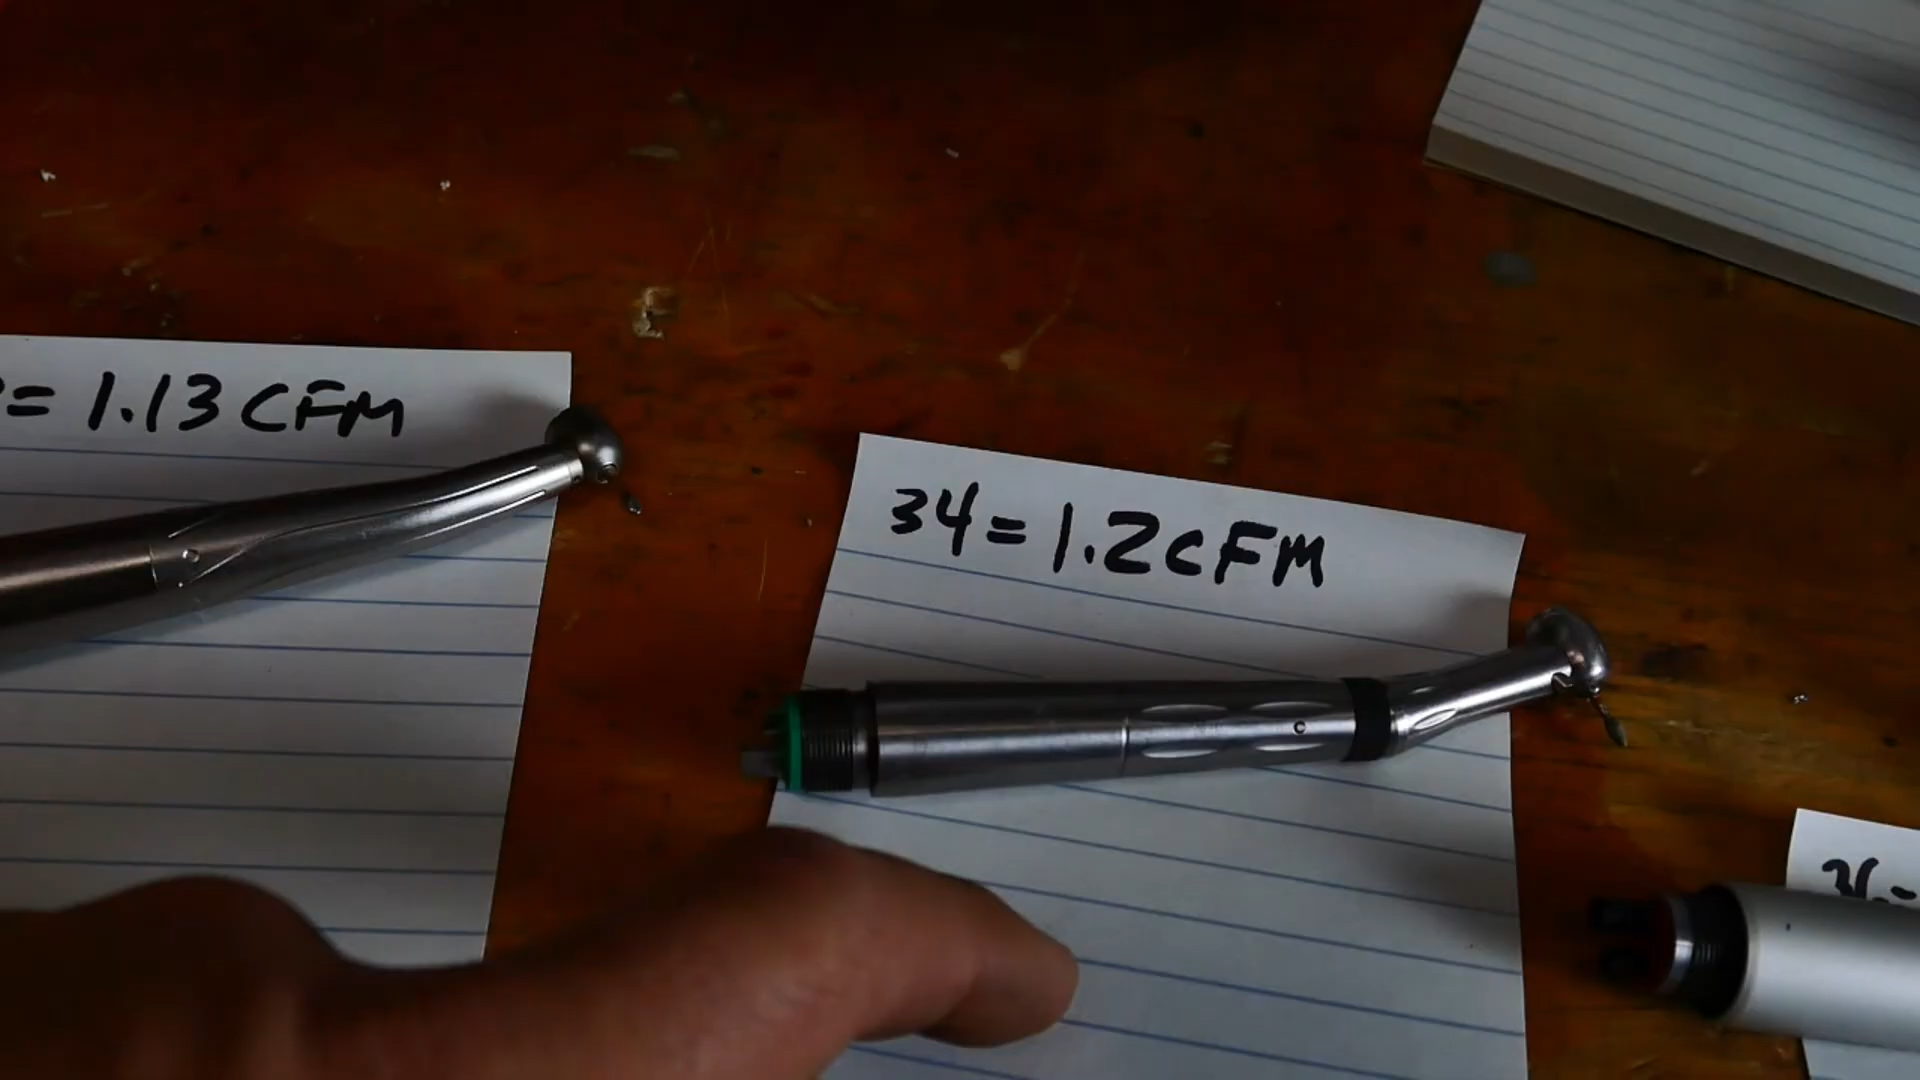 = 1.13 CFM
34 = 1.2 CFM